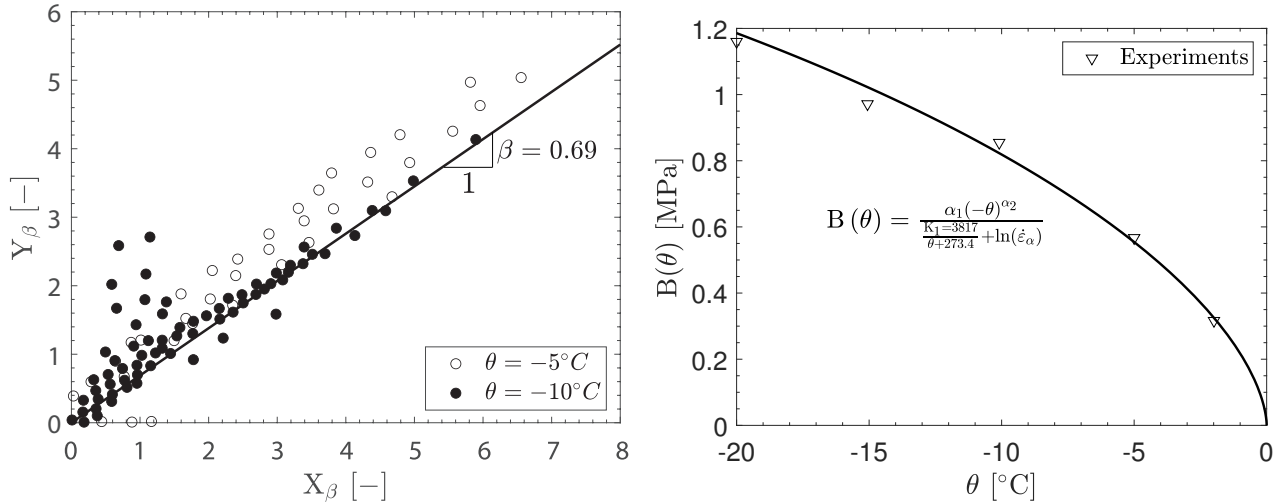 6
5
4
3
2
1
0
Y_β [−]
β = 0.69
1
θ = −5°C
θ = −10°C
0 1 2 3 4 5 6 7 8
X_β [−]
1.2
1
0.8
0.6
0.4
0.2
0
B(θ) [MPa]
Experiments
B (θ) = α₁(−θ)^α₂ / (K₁=3817 / θ+273.4 + ln(ε̇_α))
-20 -15 -10 -5 0
θ [°C]